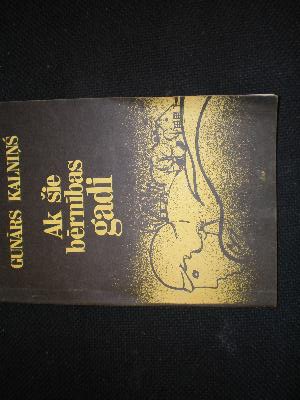 GUNĀRS KALNIŅŠ
Ak šie
bērnības
gadi